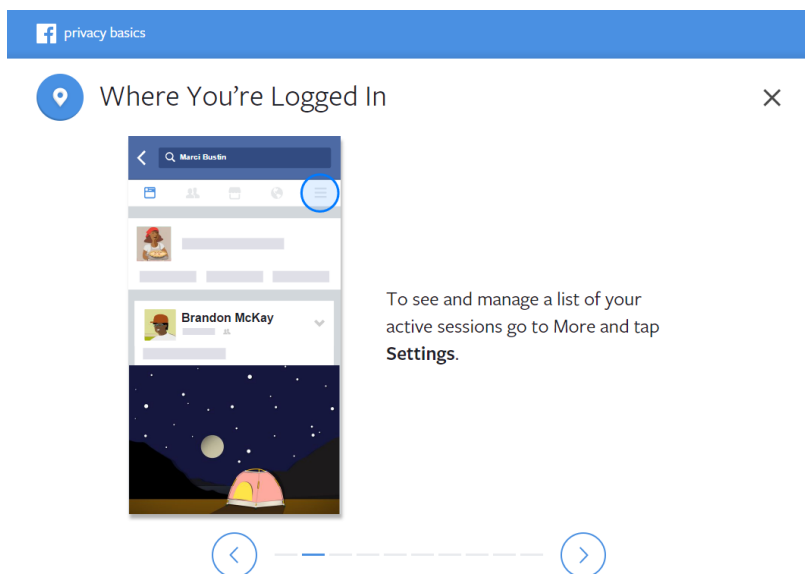 privacy basics
Where You're Logged In
Marci Bustin
Brandon McKay
To see and manage a list of your
active sessions go to More and tap
Settings.